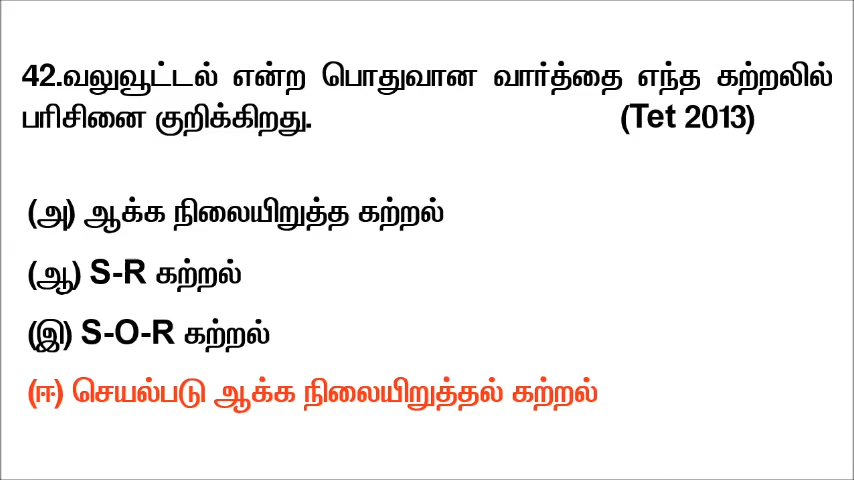 42.வலுவூட்டல் என்ற பொதுவான வார்த்தை எந்த கற்றலில்
பரிசினை குறிக்கிறது. (Tet 2013)
(அ) ஆக்க நிலையிறுத்த கற்றல்
(ஆ) S-R கற்றல்
(இ) S-O-R கற்றல்
(ஈ) செயல்படு ஆக்க நிலையிறுத்தல் கற்றல்